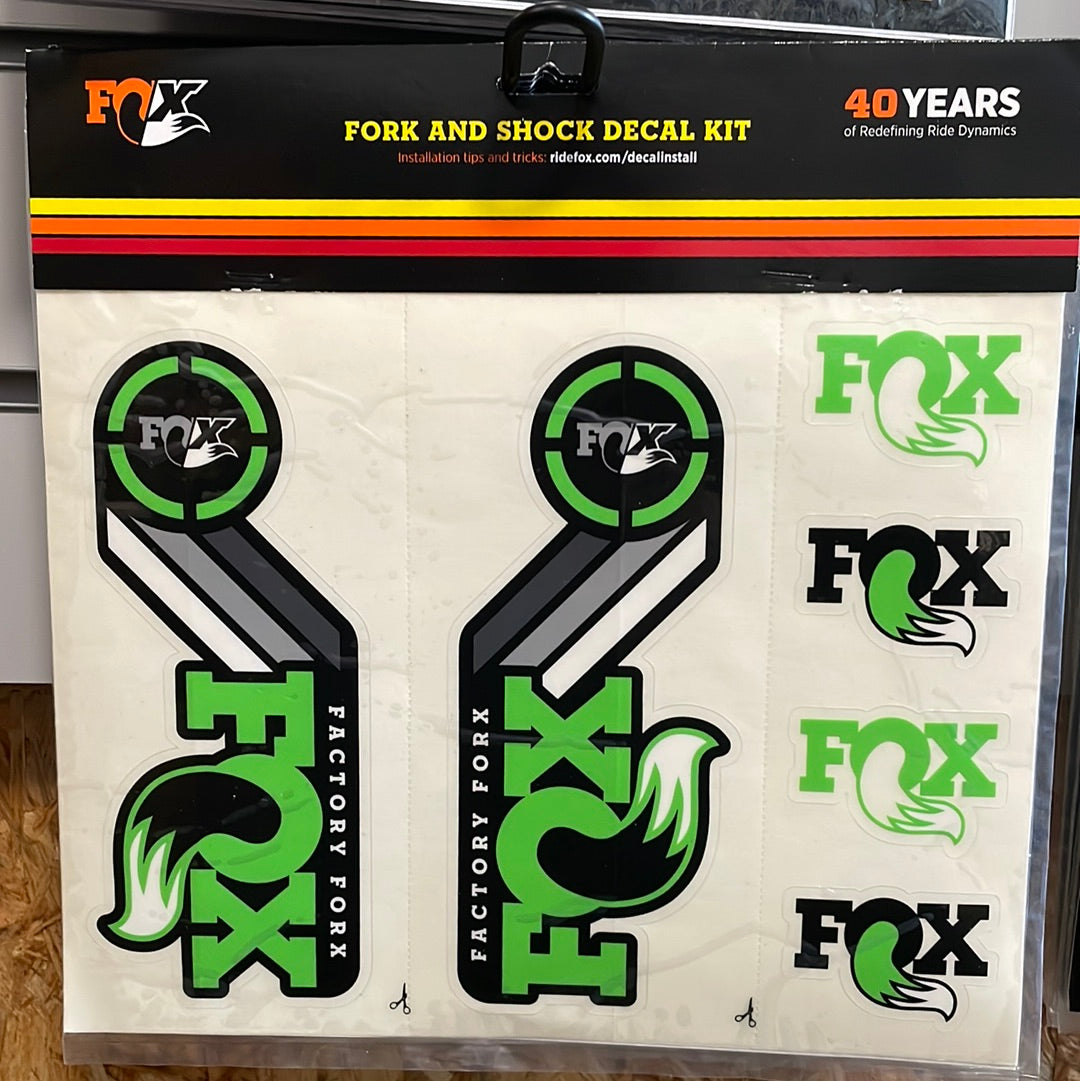 FOX
FORK AND SHOCK DECAL KIT
Installation tips and tricks: ridefox.com/decalinstall
40 YEARS
of Redefining Ride Dynamics
FOX
FOX
FACTORY FORX
FOX
FOX
FACTORY FORX
FOX
FOX
FOX
FOX